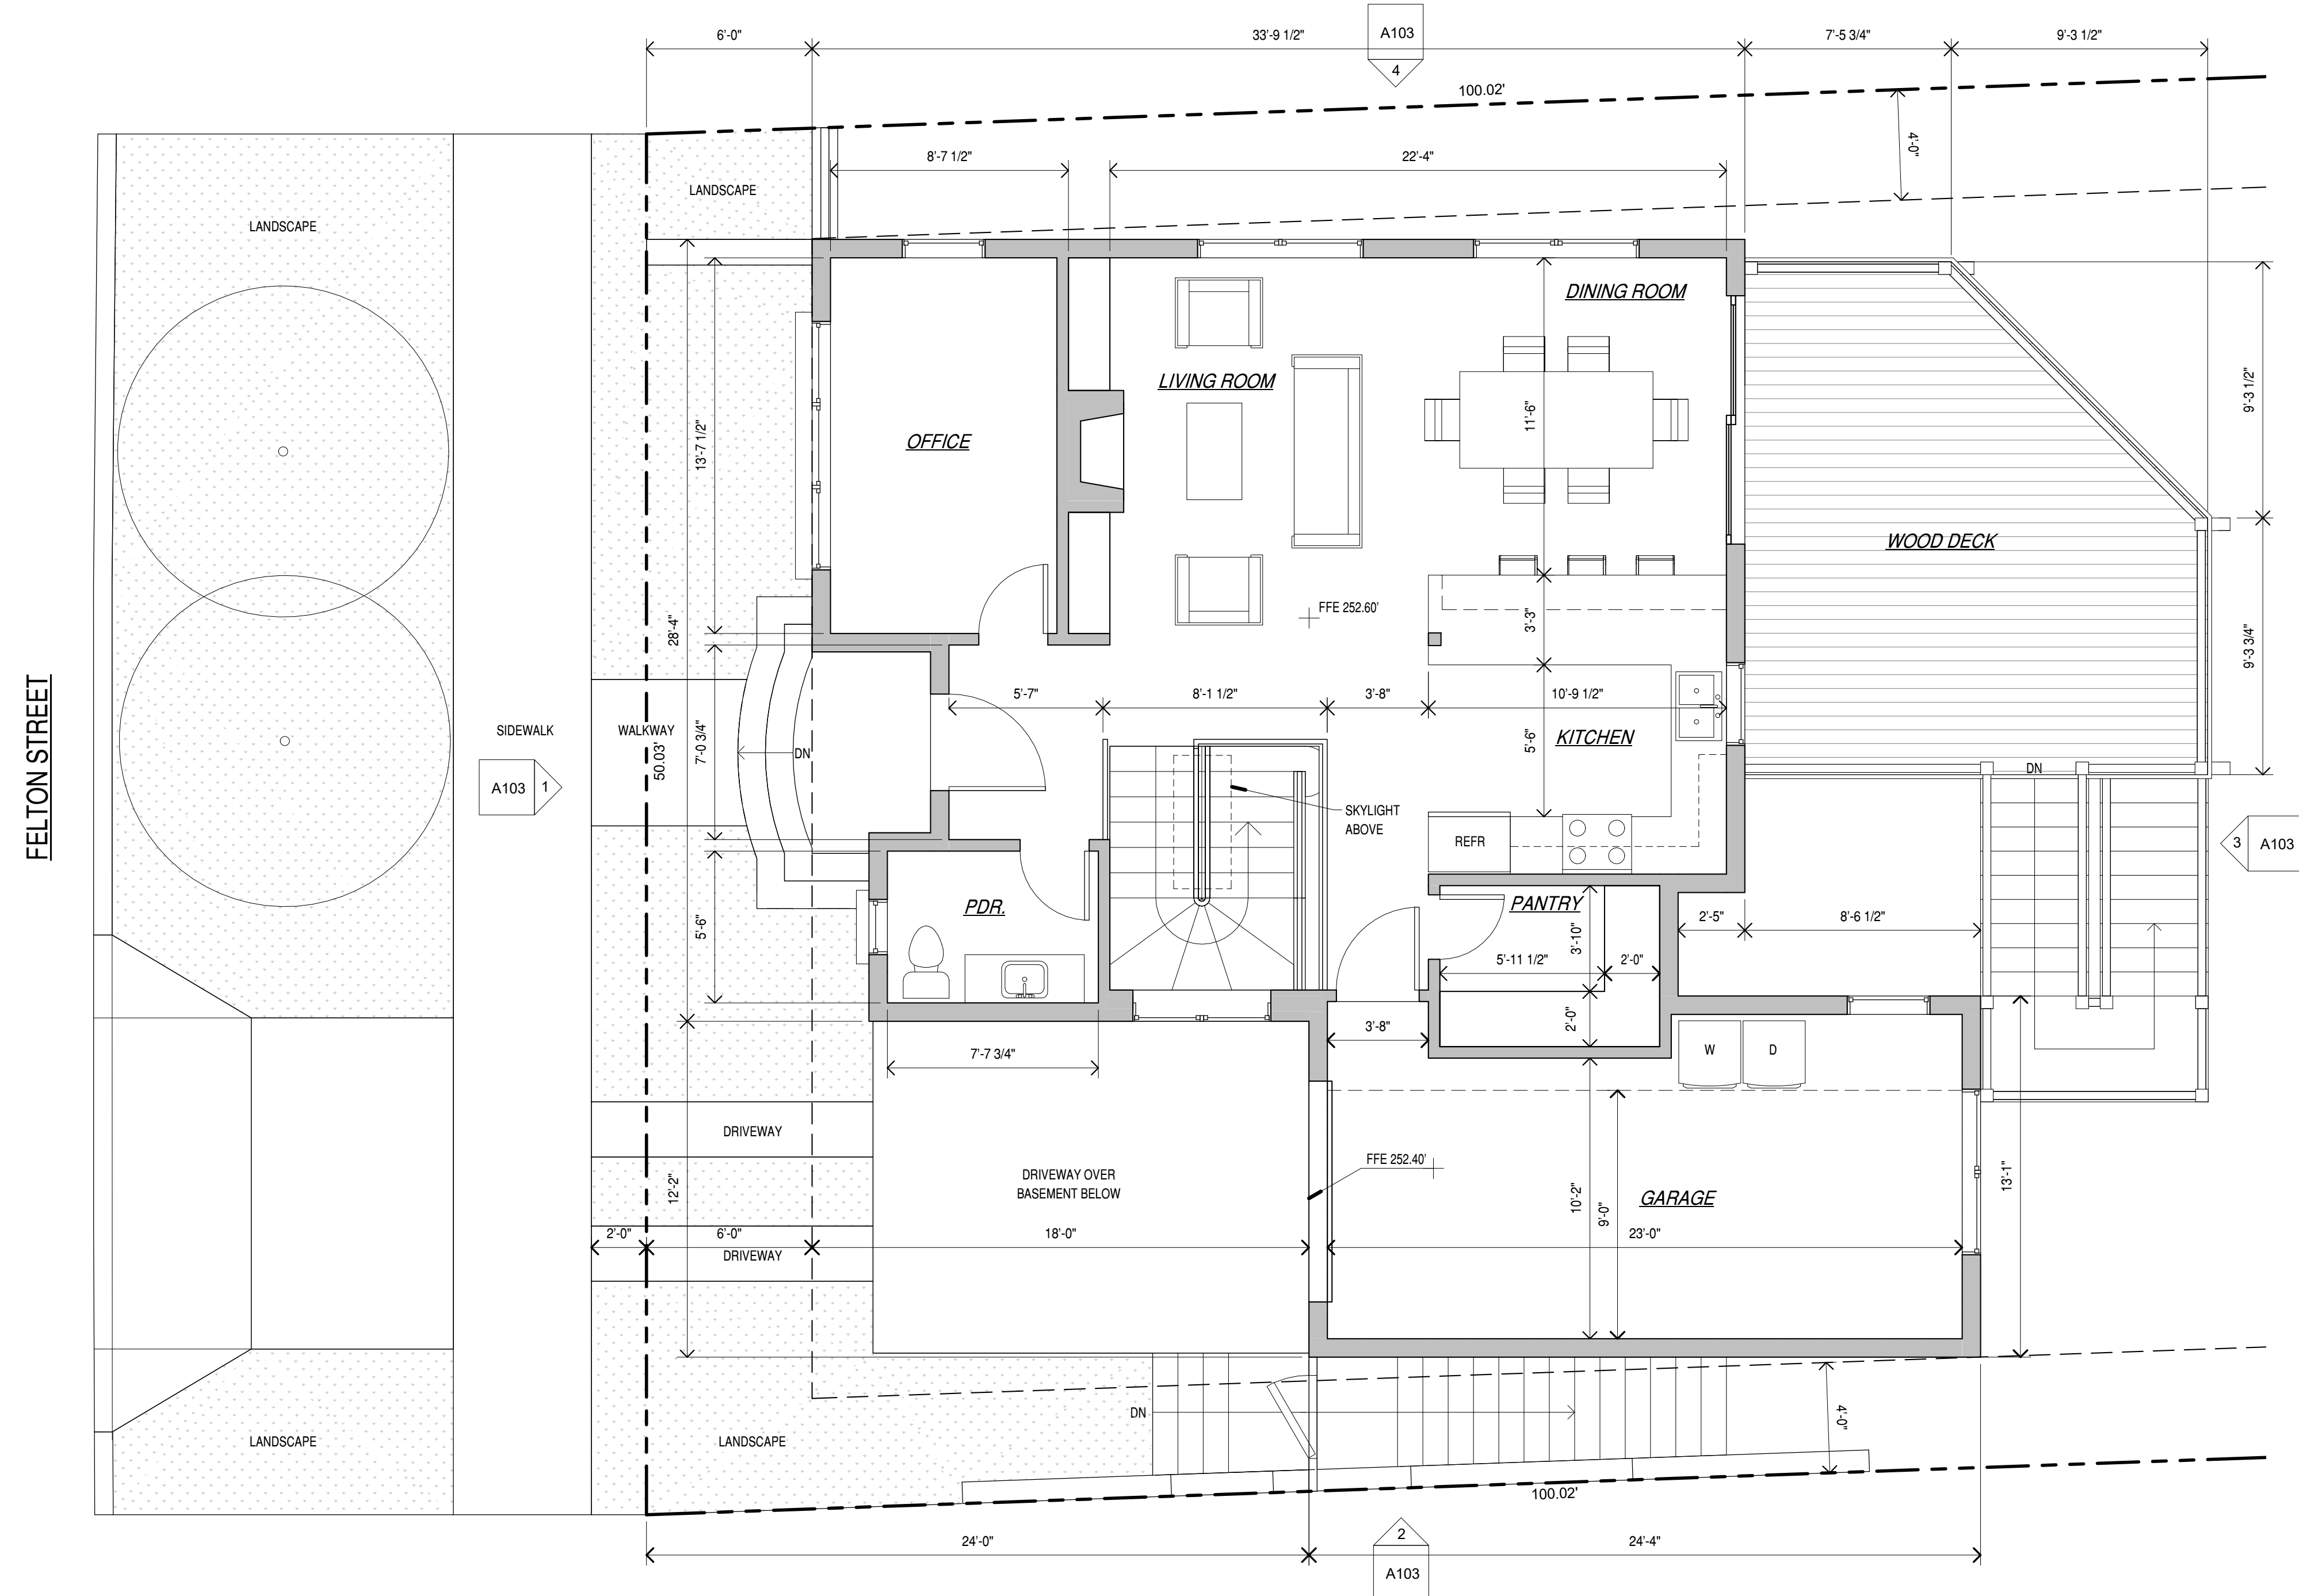 A103
4
6'-0"
33'-9 1/2"
7'-5 3/4"
9'-3 1/2"
100.02'
4'-0"
8'-7 1/2"
22'-4"
LANDSCAPE
LANDSCAPE
DINING ROOM
LIVING ROOM
OFFICE
13'-7 1/2"
11'-6"
9'-3 1/2"
WOOD DECK
FFE 252.60'
28'-4"
3'-3"
9'-3 3/4"
FELTON STREET
SIDEWALK
WALKWAY
50.03'
7'-0 3/4"
DN
5'-7"
8'-1 1/2"
3'-8"
10'-9 1/2"
5'-6"
KITCHEN
DN
A103
1
SKYLIGHT
ABOVE
REFR
3
A103
PDR.
5'-6"
PANTRY
3'-10"
2'-5"
8'-6 1/2"
5'-11 1/2"
2'-0"
2'-0"
3'-8"
7'-7 3/4"
W
D
DRIVEWAY
DRIVEWAY OVER
BASEMENT BELOW
FFE 252.40'
12'-2"
10'-2"
9'-0"
GARAGE
13'-1"
2'-0"
6'-0"
18'-0"
23'-0"
DRIVEWAY
DN
4'-0"
LANDSCAPE
LANDSCAPE
100.02'
24'-0"
24'-4"
2
A103